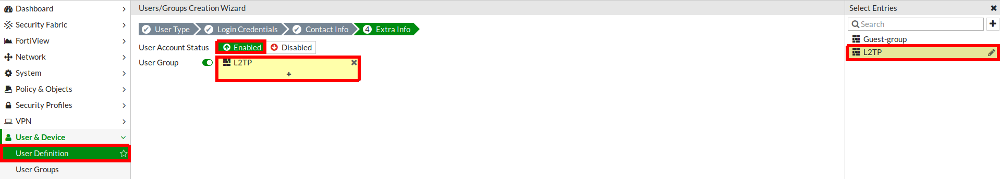 Dashboard
Security Fabric
FortiView
Network
System
Policy & Objects
Security Profiles
VPN
User & Device
User Definition
User Groups
Users/Groups Creation Wizard
User Type
Login Credentials
Contact Info
4 Extra Info
User Account Status Enabled Disabled
User Group L2TP
Select Entries
Search
Guest-group
L2TP